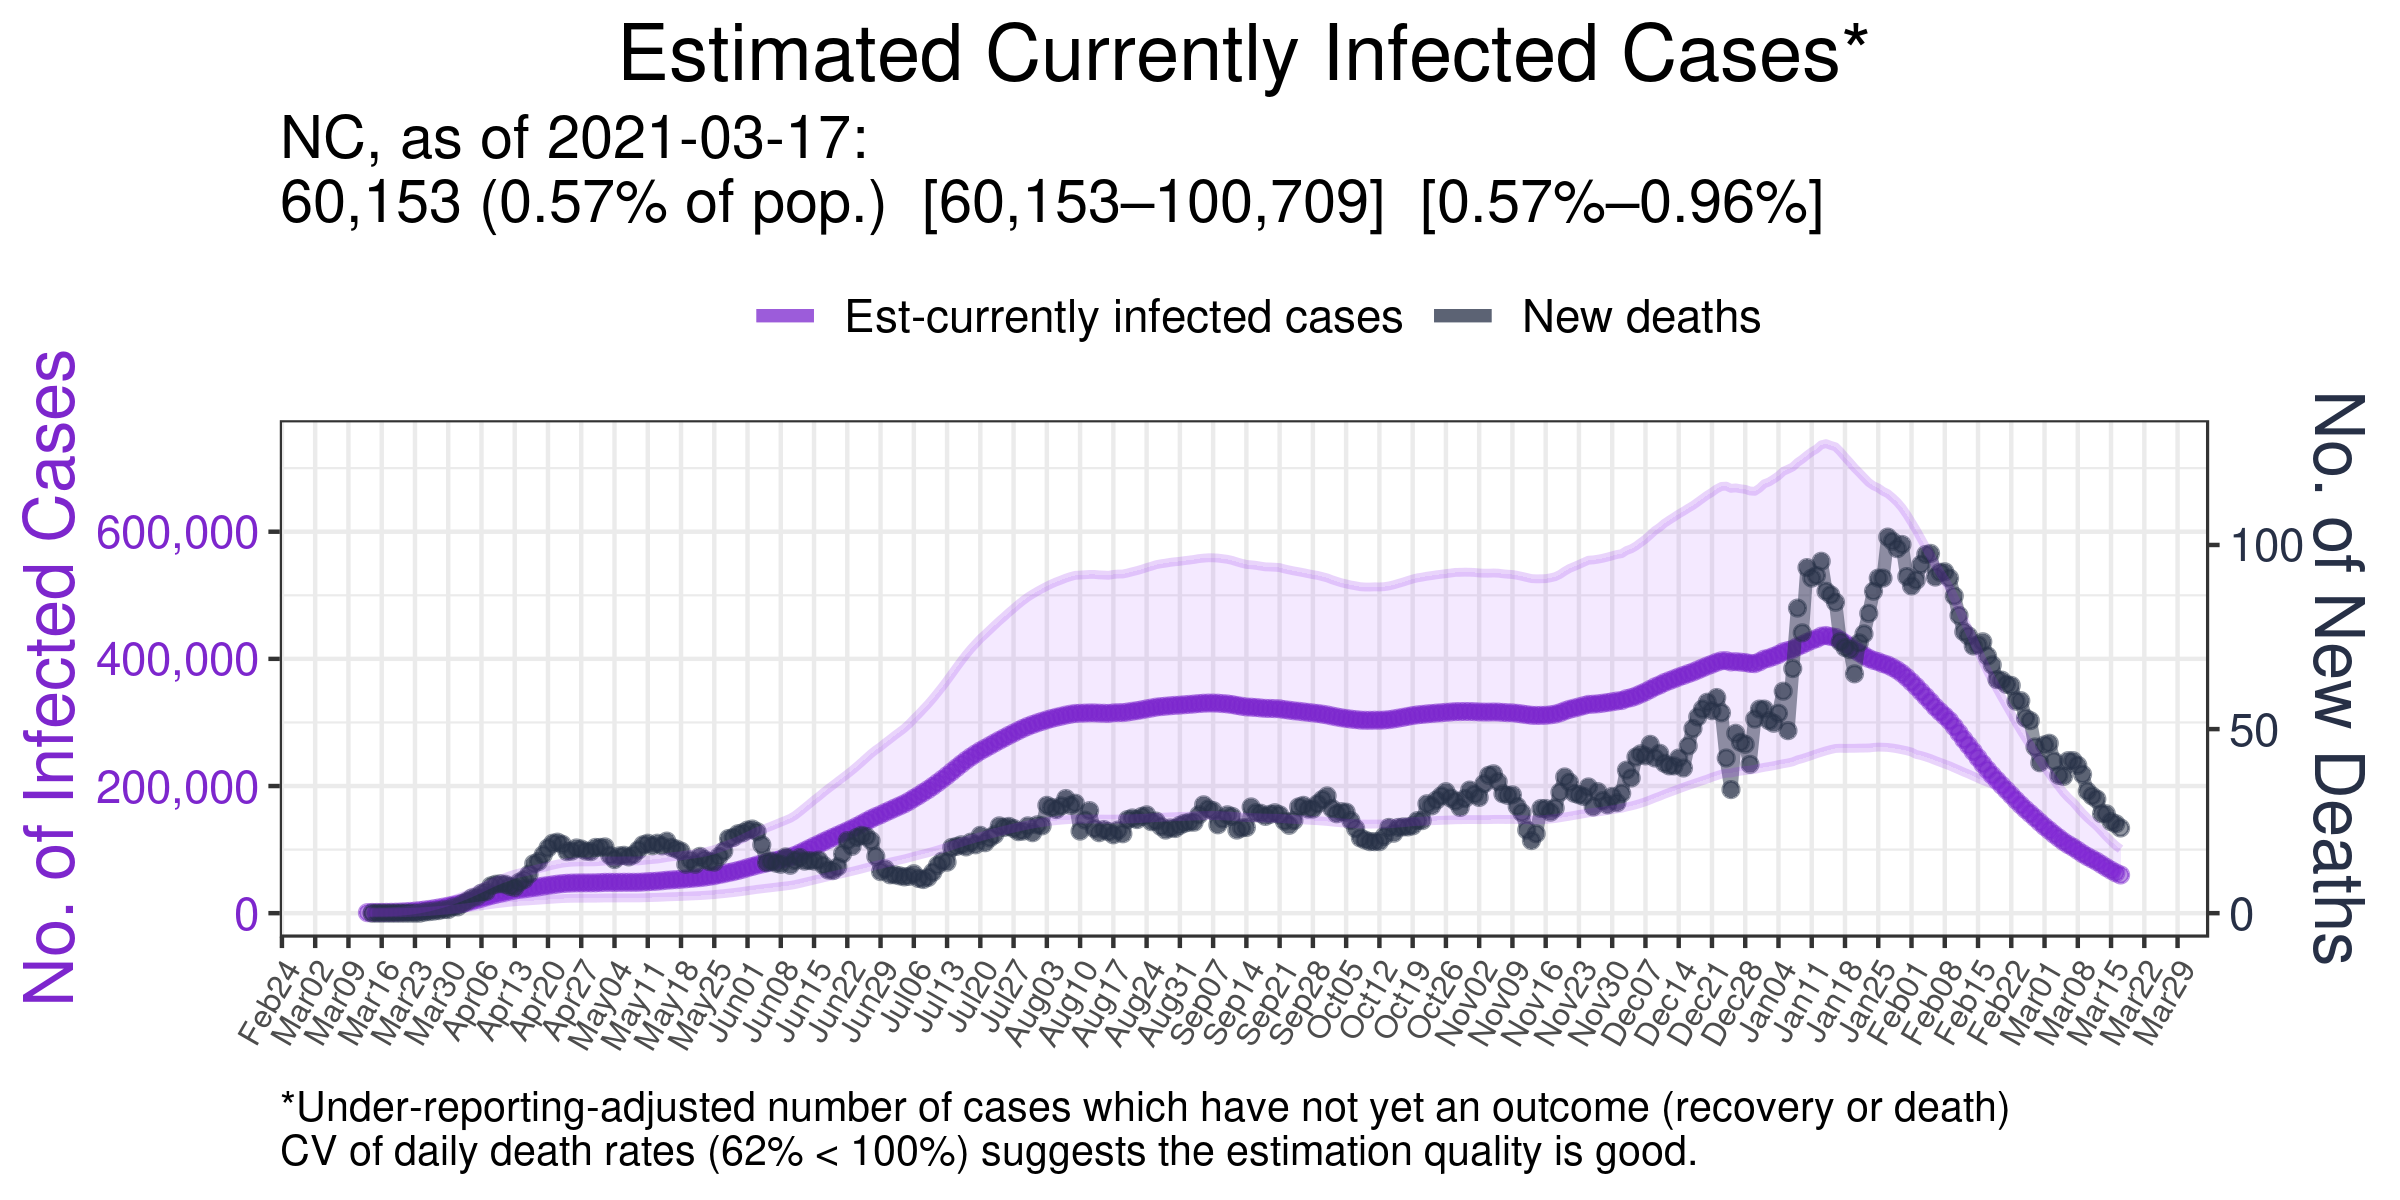 Estimated Currently Infected Cases*
NC, as of 2021-03-17:
60,153 (0.57% of pop.) [60,153–100,709] [0.57%–0.96%]
Est-currently infected cases
New deaths
No. of Infected Cases
600,000
400,000
200,000
0
100
50
0
No. of New Deaths
Feb24
Mar02
Mar09
Mar16
Mar23
Mar30
Apr06
Apr13
Apr20
Apr27
May04
May11
May18
May25
Jun01
Jun08
Jun15
Jun22
Jun29
Jul06
Jul13
Jul20
Jul27
Aug03
Aug10
Aug17
Aug24
Aug31
Sep07
Sep14
Sep21
Sep28
Oct05
Oct12
Oct19
Oct26
Nov02
Nov09
Nov16
Nov23
Nov30
Dec07
Dec14
Dec21
Dec28
Jan04
Jan11
Jan18
Jan25
Feb01
Feb08
Feb15
Feb22
Mar01
Mar08
Mar15
Mar22
Mar29
*Under-reporting-adjusted number of cases which have not yet an outcome (recovery or death)
CV of daily death rates (62% < 100%) suggests the estimation quality is good.